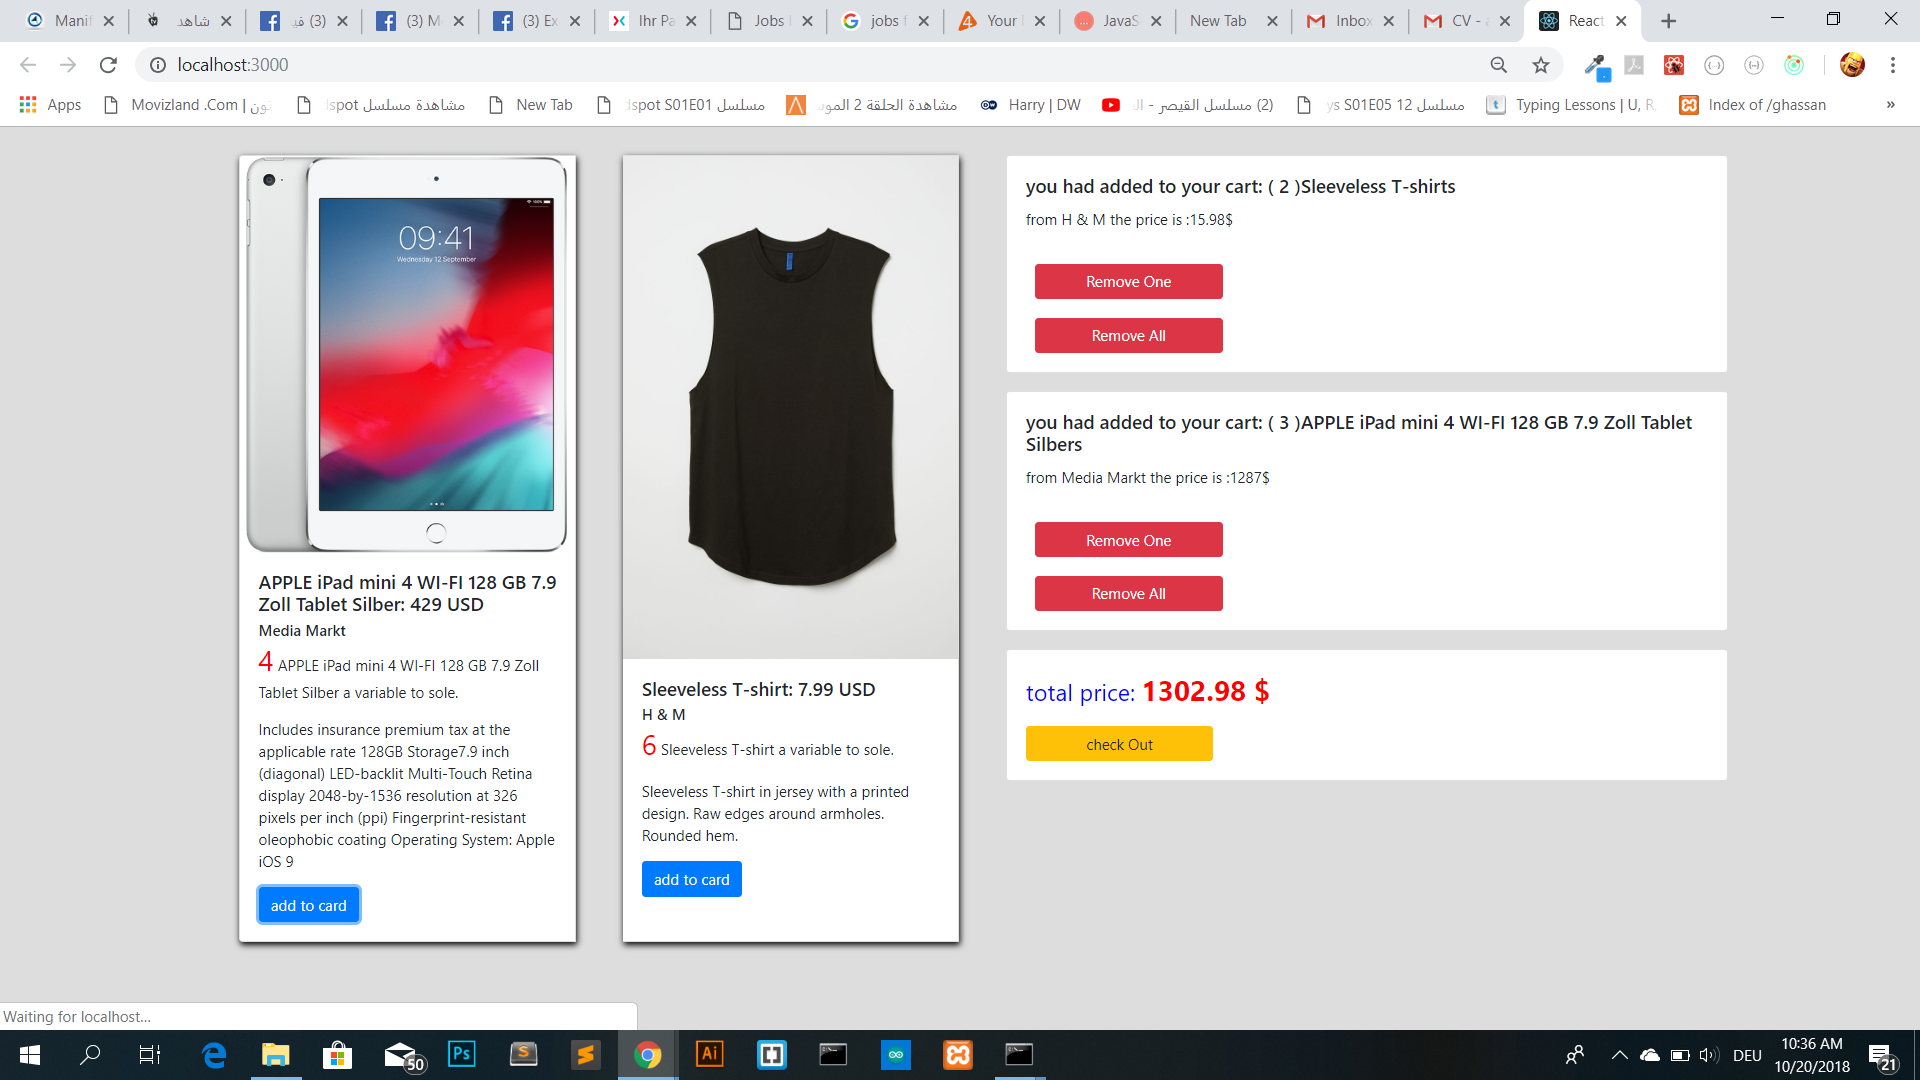 Manif
شاهد
(3) في
(3) M
(3) Ex
Ihr Pa
Jobs
jobs f
Your
JavaS
New Tab
Inbox
CV -
React
localhost:3000
Apps
Movizland .Com | نون
مشاهدة مسلسل lspot
New Tab
مسلسل dspot S01E01
مشاهدة الحلقة 2 المو
Harry | DW
(2) مسلسل القيصر - ال
مسلسل ys S01E05 12
Typing Lessons | U, R,
Index of /ghassan
»
09:41
Wednesday 12 September
APPLE iPad mini 4 WI-FI 128 GB 7.9
Zoll Tablet Silber: 429 USD
Media Markt
4 APPLE iPad mini 4 WI-FI 128 GB 7.9 Zoll
Tablet Silber a variable to sole.
Includes insurance premium tax at the
applicable rate 128GB Storage7.9 inch
(diagonal) LED-backlit Multi-Touch Retina
display 2048-by-1536 resolution at 326
pixels per inch (ppi) Fingerprint-resistant
oleophobic coating Operating System: Apple
iOS 9
add to card
Sleeveless T-shirt: 7.99 USD
H & M
6 Sleeveless T-shirt a variable to sole.
Sleeveless T-shirt in jersey with a printed
design. Raw edges around armholes.
Rounded hem.
add to card
you had added to your cart: ( 2 )Sleeveless T-shirts
from H & M the price is :15.98$
Remove One
Remove All
you had added to your cart: ( 3 )APPLE iPad mini 4 WI-FI 128 GB 7.9 Zoll Tablet
Silbers
from Media Markt the price is :1287$
Remove One
Remove All
total price: 1302.98 $
check Out
Waiting for localhost...
50
Ps
Ai
DEU
10:36 AM
10/20/2018
21